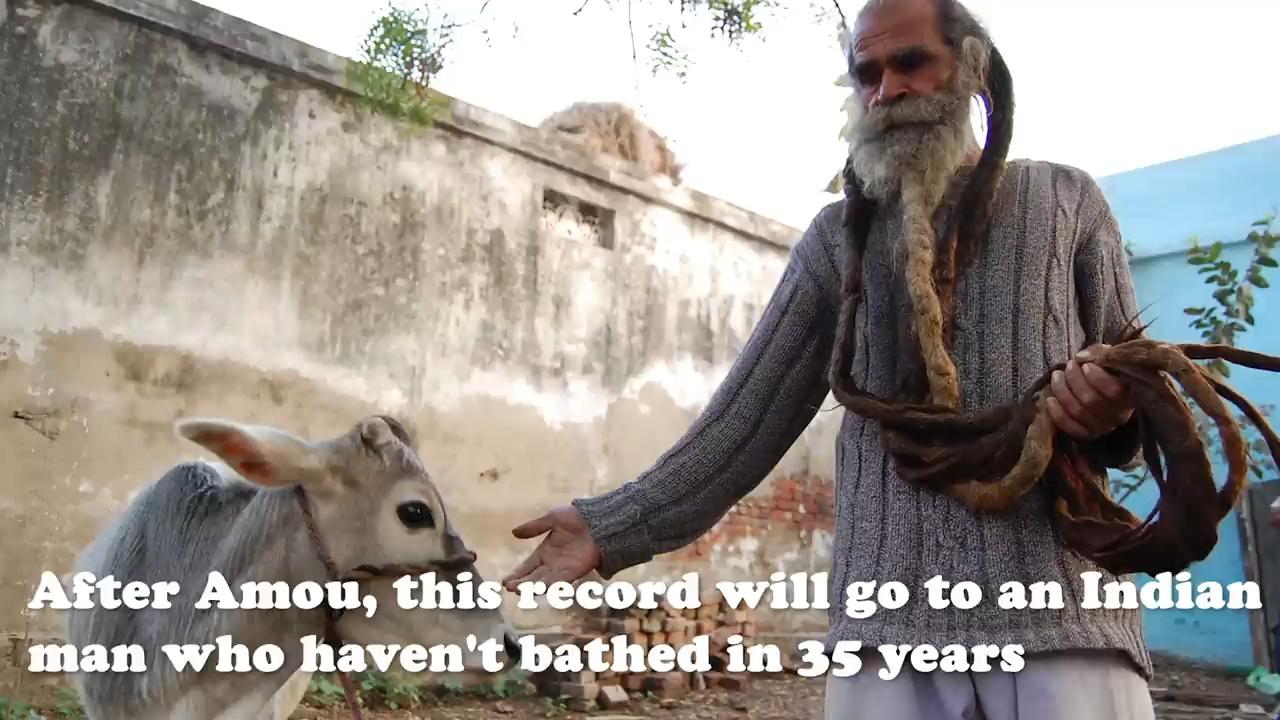 After Amou, this record will go to an Indian
man who haven't bathed in 35 years